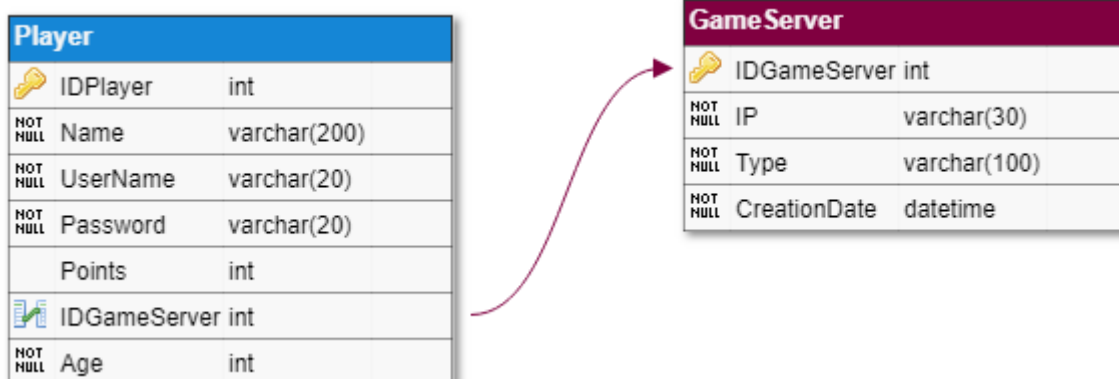 Player
IDPlayer int
NOT NULL Name varchar(200)
NOT NULL UserName varchar(20)
NOT NULL Password varchar(20)
Points int
IDGameServer int
NOT NULL Age int
GameServer
IDGameServer int
NOT NULL IP varchar(30)
NOT NULL Type varchar(100)
NOT NULL CreationDate datetime